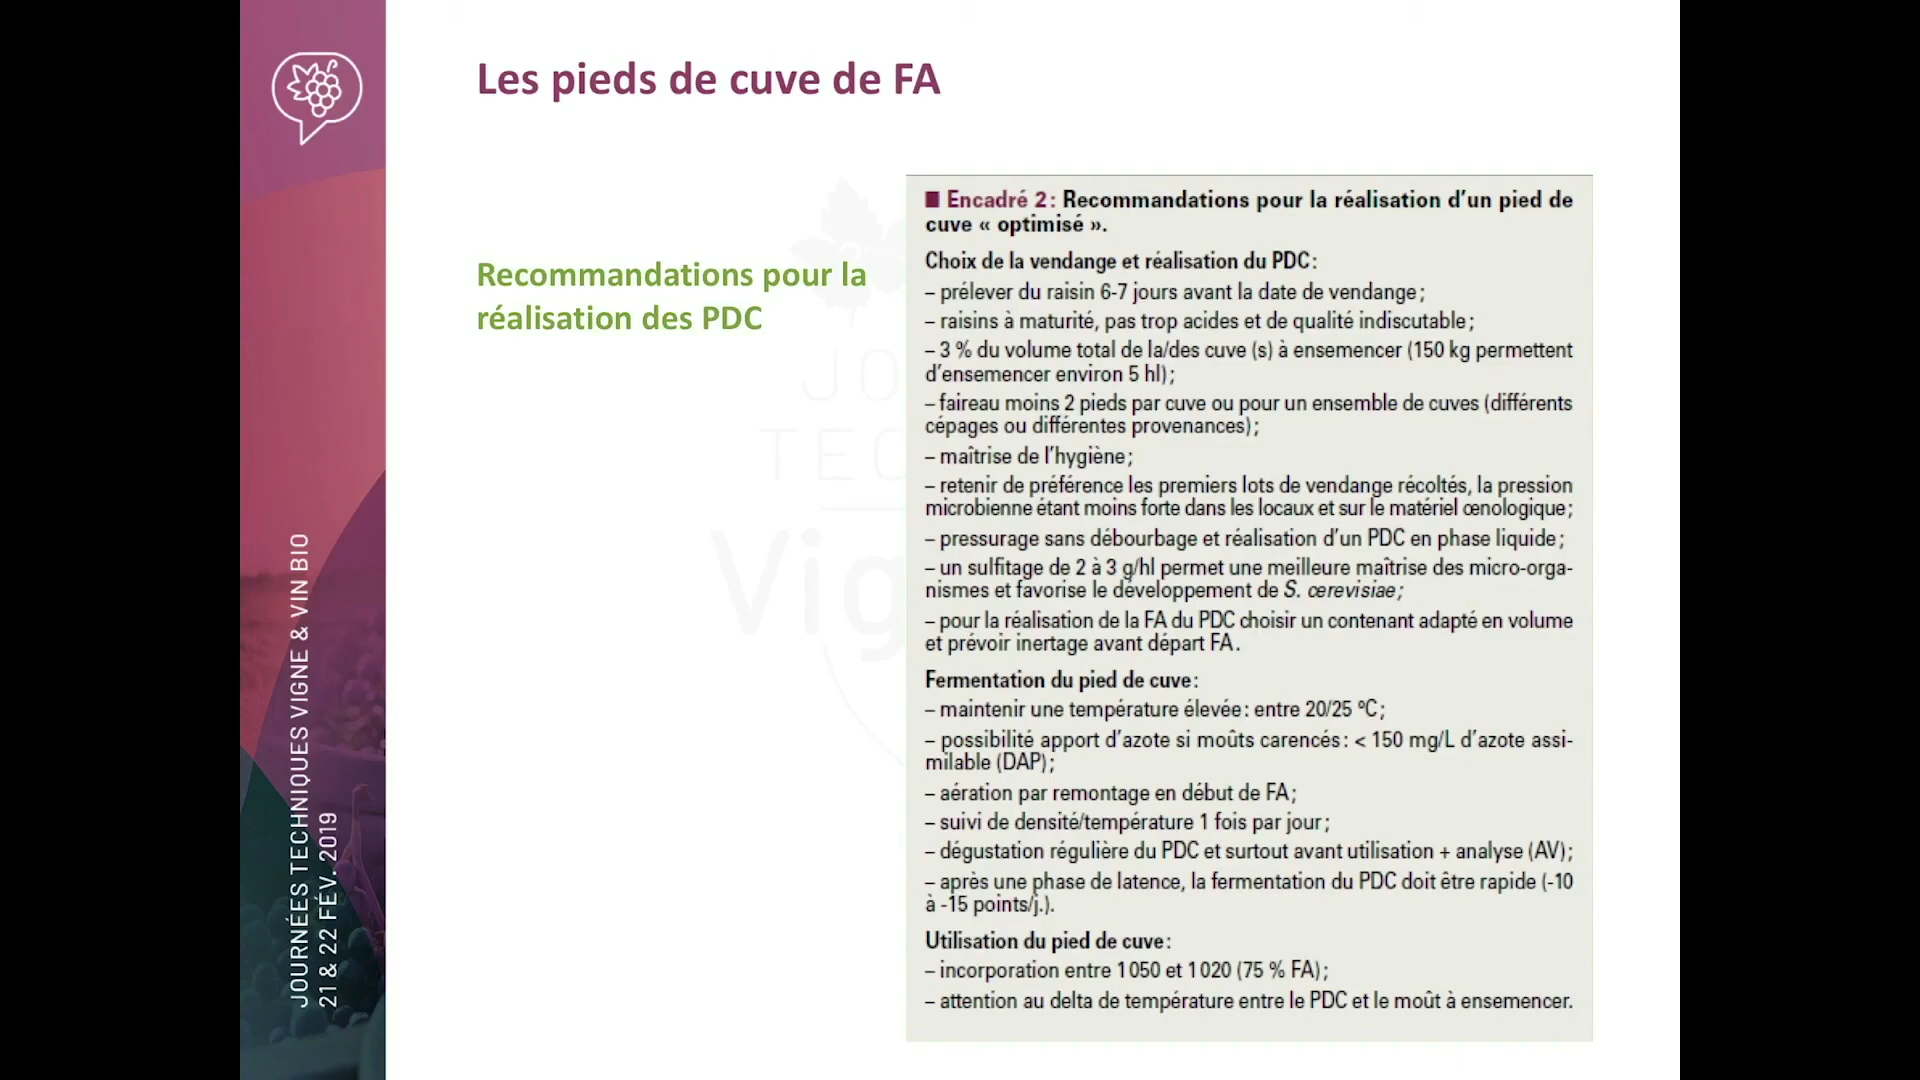 Les pieds de cuve de FA
Recommandations pour la
réalisation des PDC
Encadré 2 : Recommandations pour la réalisation d'un pied de
cuve « optimisé ».
Choix de la vendange et réalisation du PDC :
– prélever du raisin 6-7 jours avant la date de vendange ;
– raisins à maturité, pas trop acides et de qualité indiscutable ;
– 3 % du volume total de la/des cuve (s) à ensemencer (150 kg permettent
d'ensemencer environ 5 hl) ;
– faireau moins 2 pieds par cuve ou pour un ensemble de cuves (différents
cépages ou différentes provenances) ;
– maîtrise de l'hygiène ;
– retenir de préférence les premiers lots de vendange récoltés, la pression
microbienne étant moins forte dans les locaux et sur le matériel œnologique ;
– pressurage sans débourbage et réalisation d'un PDC en phase liquide ;
– un sulfitage de 2 à 3 g/hl permet une meilleure maîtrise des micro-orga-
nismes et favorise le développement de S. cerevisiae ;
– pour la réalisation de la FA du PDC choisir un contenant adapté en volume
et prévoir inertage avant départ FA.
Fermentation du pied de cuve :
– maintenir une température élevée : entre 20/25 ºC ;
– possibilité apport d'azote si moûts carencés : < 150 mg/L d'azote assi-
milable (DAP) ;
– aération par remontage en début de FA ;
– suivi de densité/température 1 fois par jour ;
– dégustation régulière du PDC et surtout avant utilisation + analyse (AV) ;
– après une phase de latence, la fermentation du PDC doit être rapide (-10
à -15 points/j.).
Utilisation du pied de cuve :
– incorporation entre 1 050 et 1 020 (75 % FA) ;
– attention au delta de température entre le PDC et le moût à ensemencer.
JO
TEC
Vig
JOURNÉES TECHNIQUES VIGNE & VIN BIO
21 & 22 FÉV. 2019